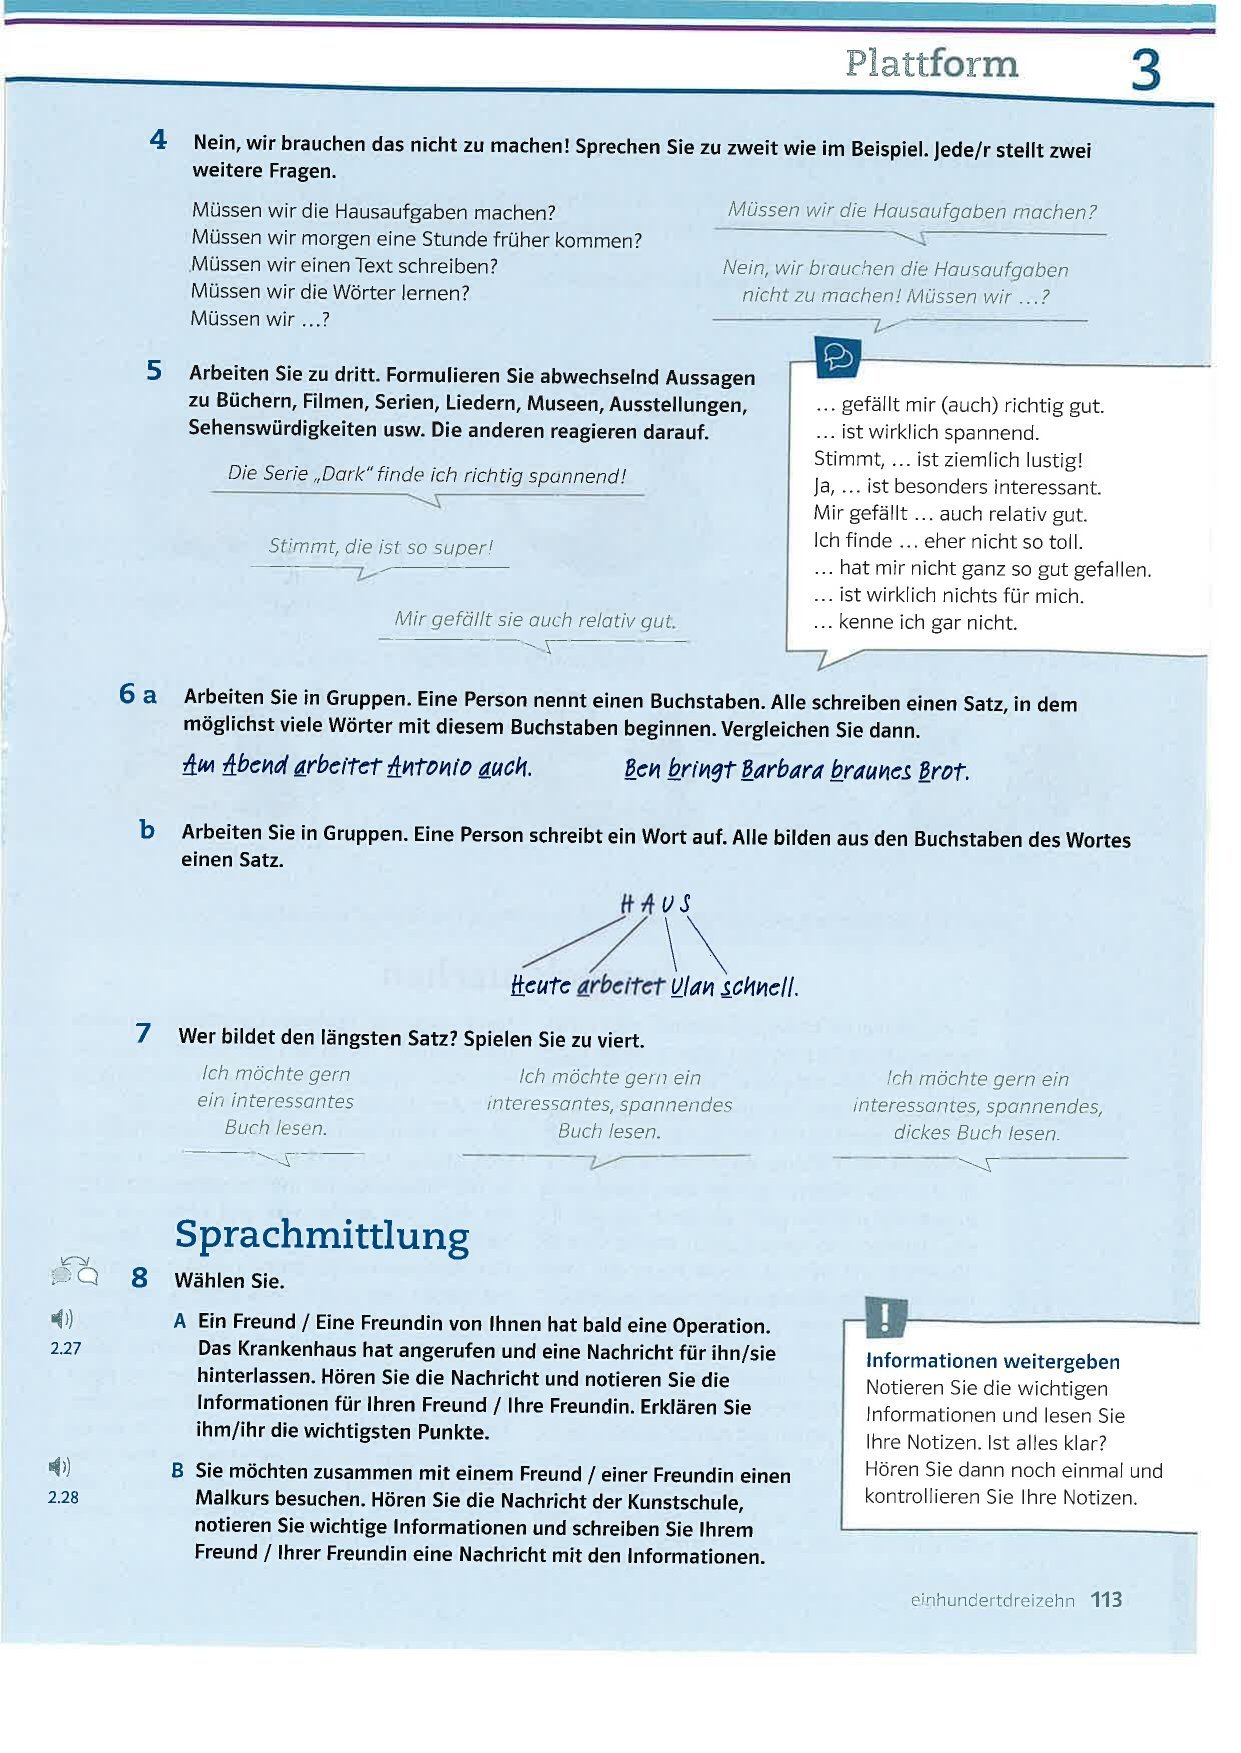 Plattform 3
4 Nein, wir brauchen das nicht zu machen! Sprechen Sie zu zweit wie im Beispiel. Jede/r stellt zwei
weitere Fragen.
Müssen wir die Hausaufgaben machen?
Müssen wir morgen eine Stunde früher kommen?
Müssen wir einen Text schreiben?
Müssen wir die Wörter lernen?
Müssen wir ...?
Müssen wir die Hausaufgaben machen?
Nein, wir brauchen die Hausaufgaben
nicht zu machen! Müssen wir ...?
5 Arbeiten Sie zu dritt. Formulieren Sie abwechselnd Aussagen
zu Büchern, Filmen, Serien, Liedern, Museen, Ausstellungen,
Sehenswürdigkeiten usw. Die anderen reagieren darauf.
Die Serie „Dark“ finde ich richtig spannend!
Stimmt, die ist so super!
Mir gefällt sie auch relativ gut.
... gefällt mir (auch) richtig gut.
... ist wirklich spannend.
Stimmt, ... ist ziemlich lustig!
Ja, ... ist besonders interessant.
Mir gefällt ... auch relativ gut.
Ich finde ... eher nicht so toll.
... hat mir nicht ganz so gut gefallen.
... ist wirklich nichts für mich.
... kenne ich gar nicht.
6 a Arbeiten Sie in Gruppen. Eine Person nennt einen Buchstaben. Alle schreiben einen Satz, in dem
möglichst viele Wörter mit diesem Buchstaben beginnen. Vergleichen Sie dann.
Am Abend arbeitet Antonio auch. Ben bringt Barbara braunes Brot.
b Arbeiten Sie in Gruppen. Eine Person schreibt ein Wort auf. Alle bilden aus den Buchstaben des Wortes
einen Satz.
H A U S
Heute arbeitet Ulan schnell.
7 Wer bildet den längsten Satz? Spielen Sie zu viert.
Ich möchte gern
ein interessantes
Buch lesen.
Ich möchte gern ein
interessantes, spannendes
Buch lesen.
Ich möchte gern ein
interessantes, spannendes,
dickes Buch lesen.
Sprachmittlung
8 Wählen Sie.
2.27
A Ein Freund / Eine Freundin von Ihnen hat bald eine Operation.
Das Krankenhaus hat angerufen und eine Nachricht für ihn/sie
hinterlassen. Hören Sie die Nachricht und notieren Sie die
Informationen für Ihren Freund / Ihre Freundin. Erklären Sie
ihm/ihr die wichtigsten Punkte.
2.28
B Sie möchten zusammen mit einem Freund / einer Freundin einen
Malkurs besuchen. Hören Sie die Nachricht der Kunstschule,
notieren Sie wichtige Informationen und schreiben Sie Ihrem
Freund / Ihrer Freundin eine Nachricht mit den Informationen.
!
Informationen weitergeben
Notieren Sie die wichtigen
Informationen und lesen Sie
Ihre Notizen. Ist alles klar?
Hören Sie dann noch einmal und
kontrollieren Sie Ihre Notizen.
einhundertdreizehn 113